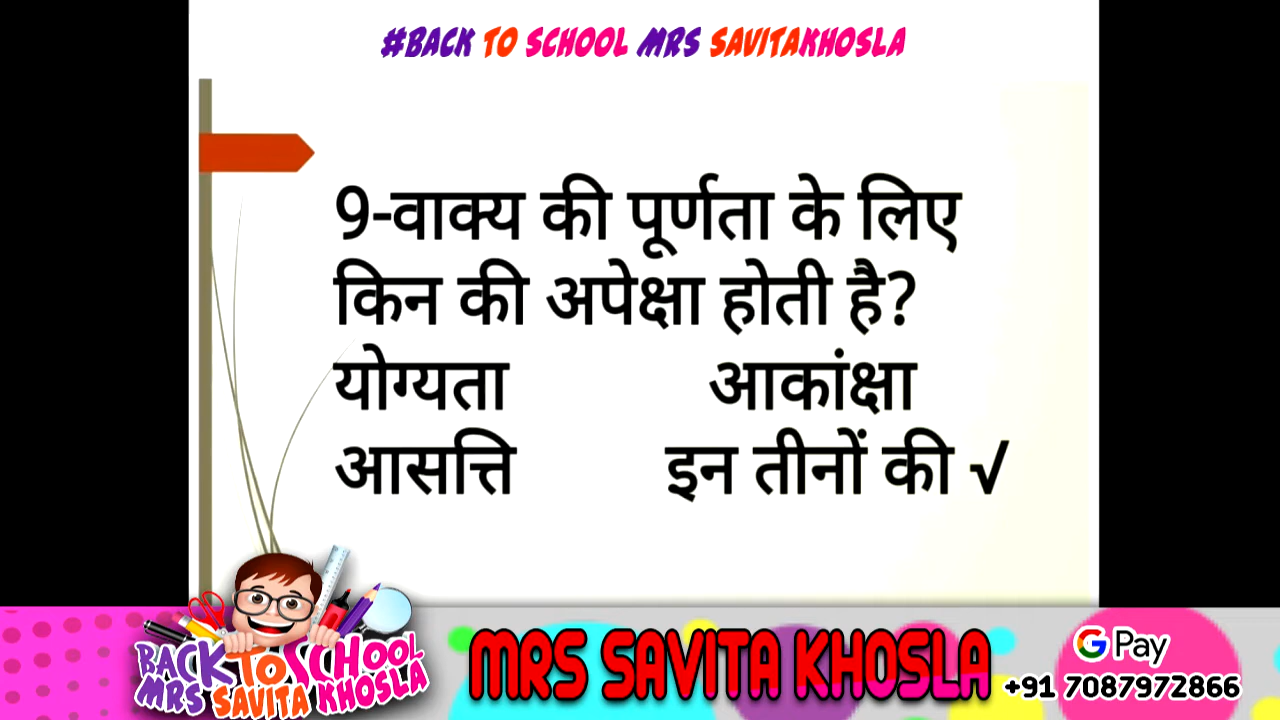 #BACK TO SCHOOL MRS SAVITAKHOSLA
9-वाक्य की पूर्णता के लिए
किन की अपेक्षा होती है?
योग्यता आकांक्षा
आसत्ति इन तीनों की √
BACK TO SCHOOL
MRS SAVITA KHOSLA
MRS SAVITA KHOSLA
G Pay
+91 7087972866